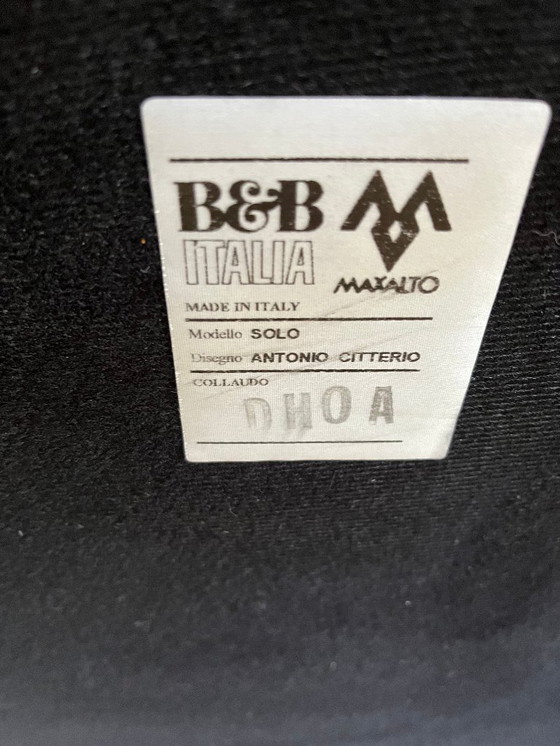 B&B
ITALIA
MAXALTO
MADE IN ITALY
Modello SOLO
Disegno ANTONIO CITTERIO
COLLAUDO
DHOA